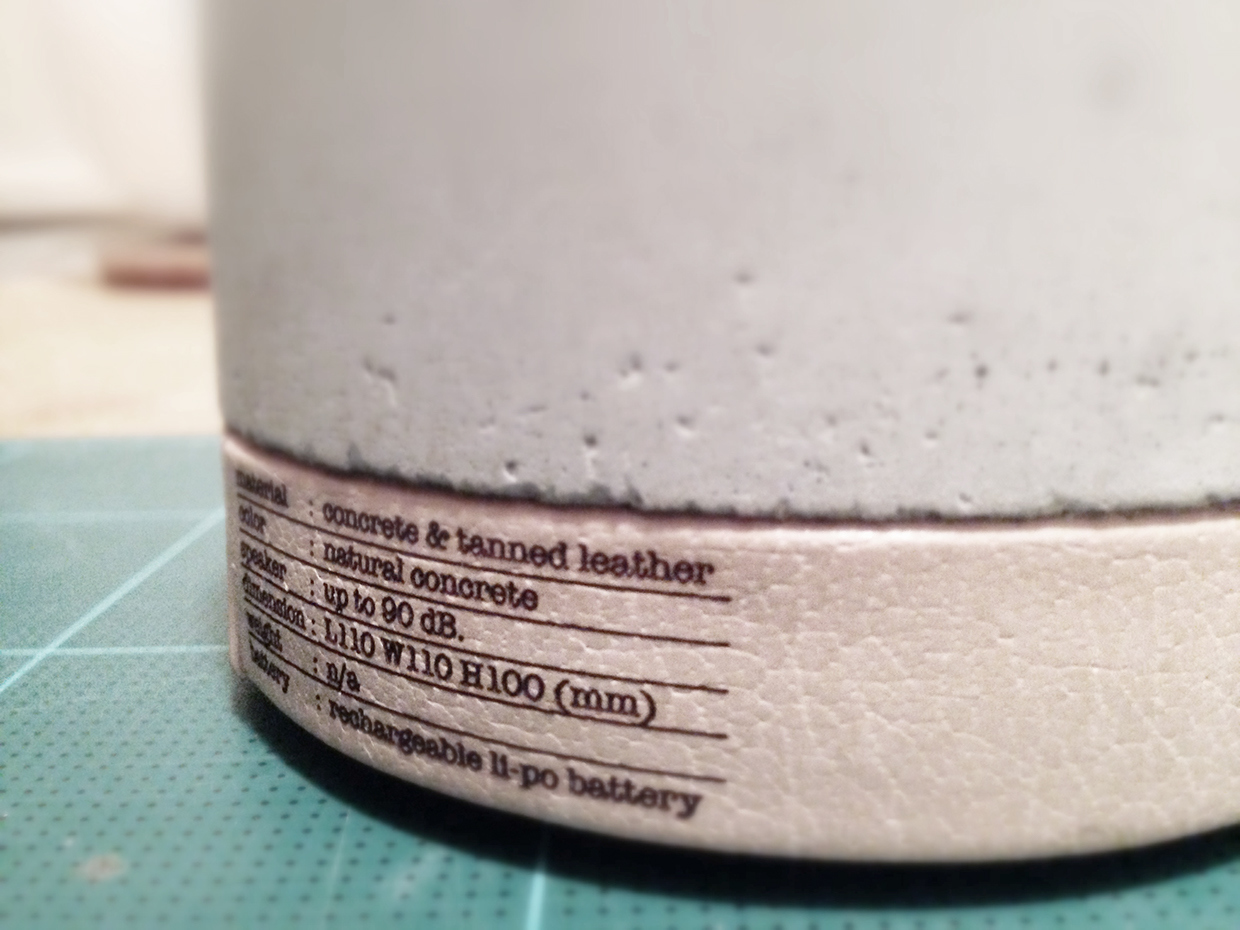 material : concrete & tanned leather
color : natural concrete
speaker : up to 90 dB.
dimension : L110 W110 H100 (mm)
weight : n/a
battery : rechargeable li-po battery